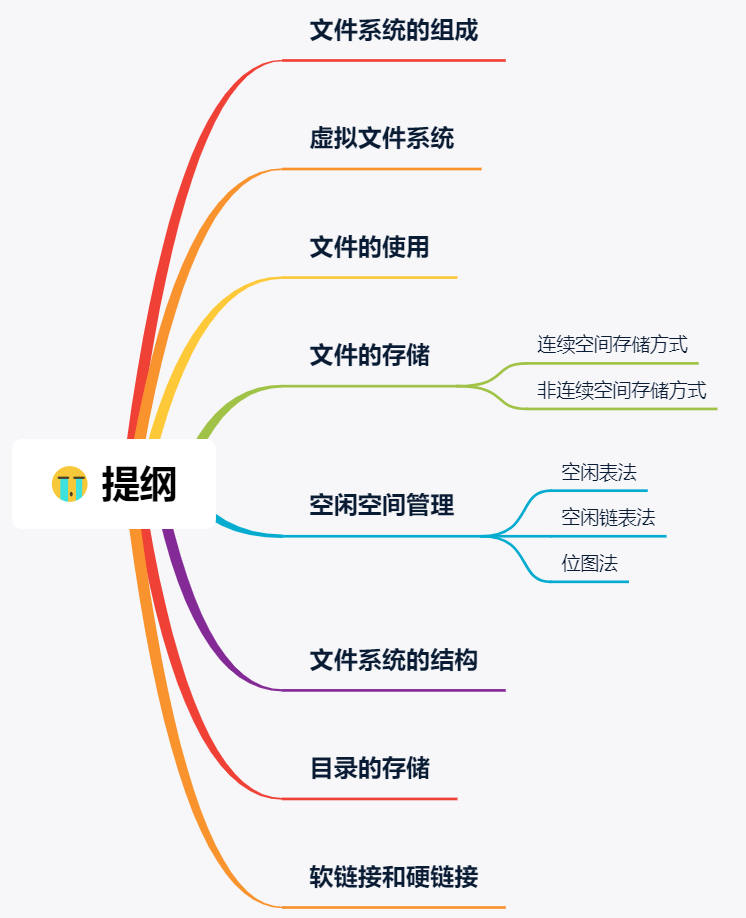 文件系统的组成
虚拟文件系统
文件的使用
文件的存储
连续空间存储方式
非连续空间存储方式
提纲
空闲空间管理
空闲表法
空闲链表法
位图法
文件系统的结构
目录的存储
软链接和硬链接